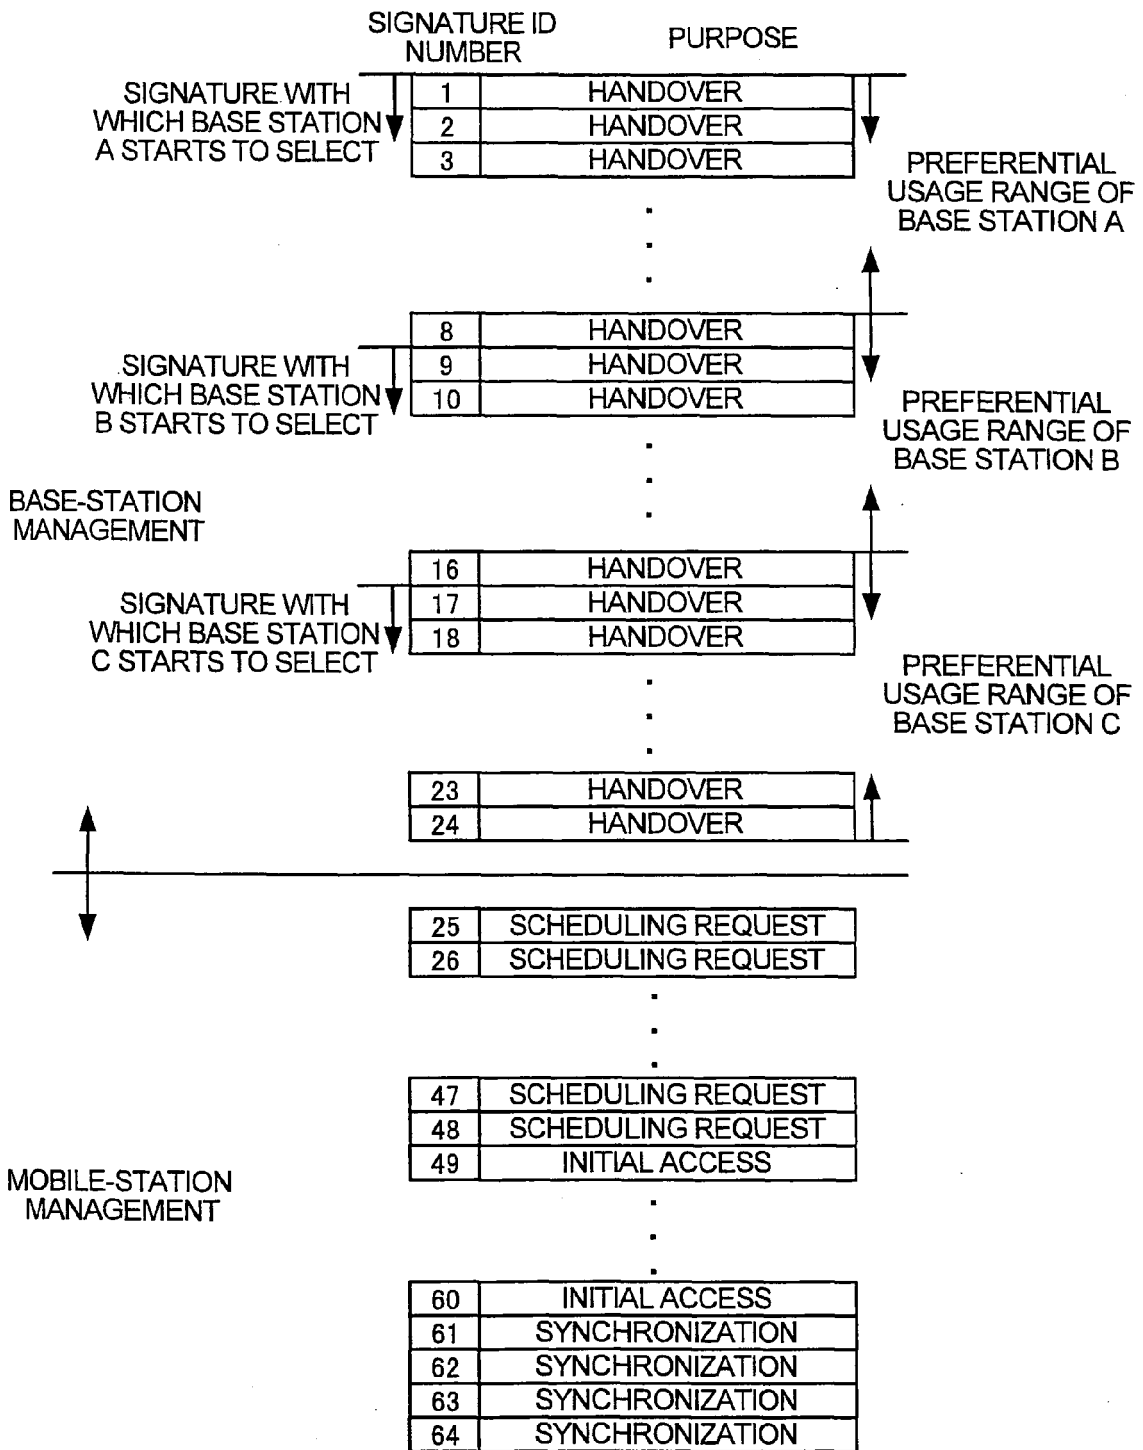 SIGNATURE ID
NUMBER
PURPOSE
SIGNATURE WITH
WHICH BASE STATION
A STARTS TO SELECT
1 HANDOVER
2 HANDOVER
3 HANDOVER
PREFERENTIAL
USAGE RANGE OF
BASE STATION A
8 HANDOVER
9 HANDOVER
10 HANDOVER
SIGNATURE WITH
WHICH BASE STATION
B STARTS TO SELECT
PREFERENTIAL
USAGE RANGE OF
BASE STATION B
BASE-STATION
MANAGEMENT
16 HANDOVER
17 HANDOVER
18 HANDOVER
SIGNATURE WITH
WHICH BASE STATION
C STARTS TO SELECT
PREFERENTIAL
USAGE RANGE OF
BASE STATION C
23 HANDOVER
24 HANDOVER
25 SCHEDULING REQUEST
26 SCHEDULING REQUEST
47 SCHEDULING REQUEST
48 SCHEDULING REQUEST
49 INITIAL ACCESS
MOBILE-STATION
MANAGEMENT
60 INITIAL ACCESS
61 SYNCHRONIZATION
62 SYNCHRONIZATION
63 SYNCHRONIZATION
64 SYNCHRONIZATION